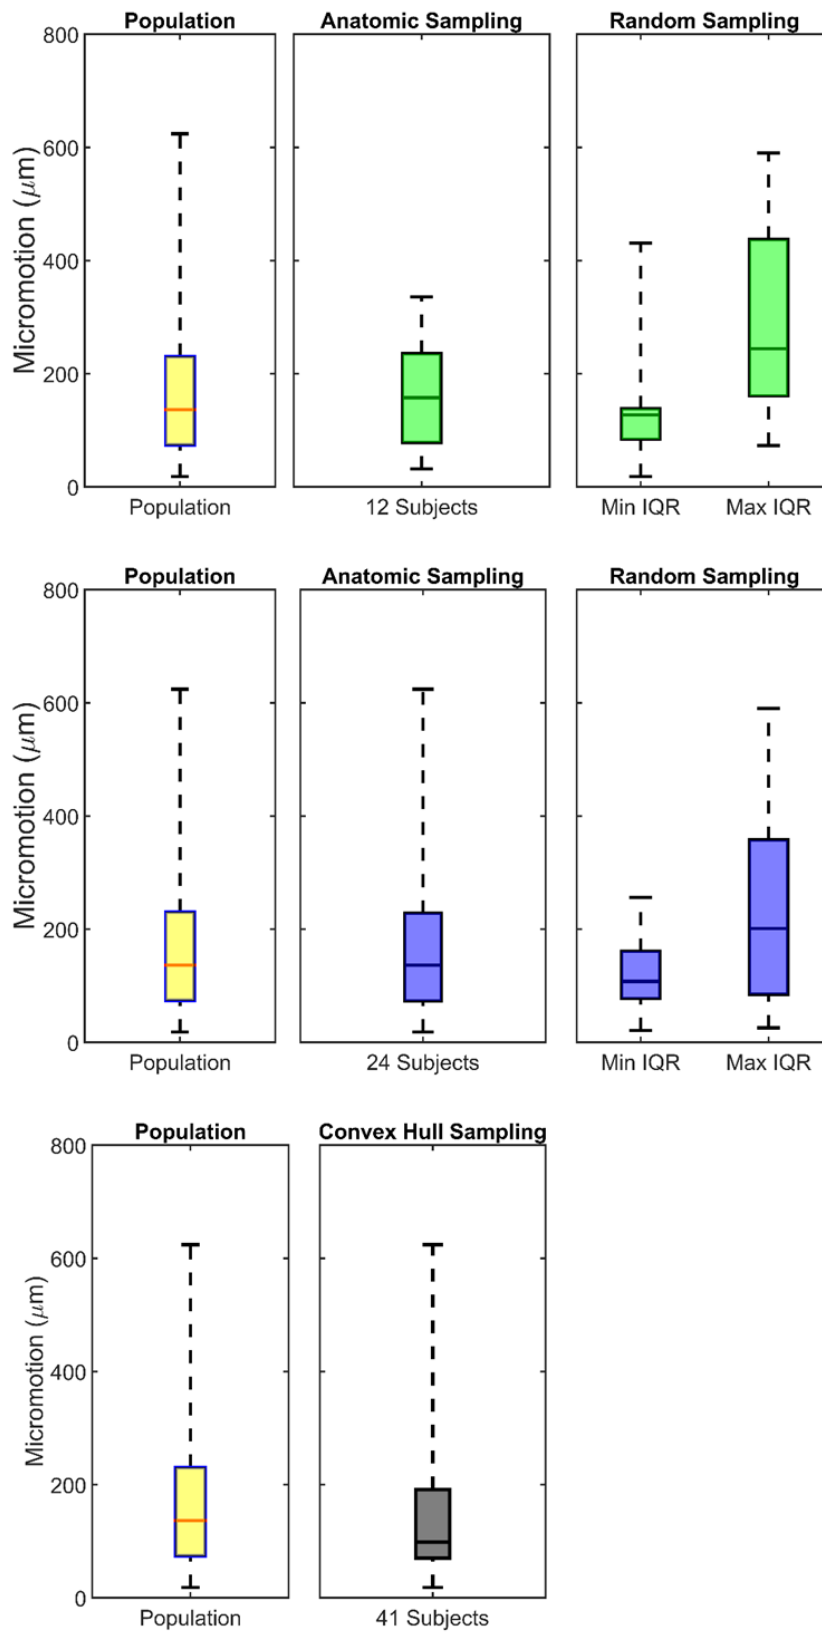 Population Anatomic Sampling Random Sampling
800
600
400
200
0
Micromotion (μm)
Population 12 Subjects Min IQR Max IQR
Population Anatomic Sampling Random Sampling
800
600
400
200
0
Micromotion (μm)
Population 24 Subjects Min IQR Max IQR
Population Convex Hull Sampling
800
600
400
200
0
Micromotion (μm)
Population 41 Subjects